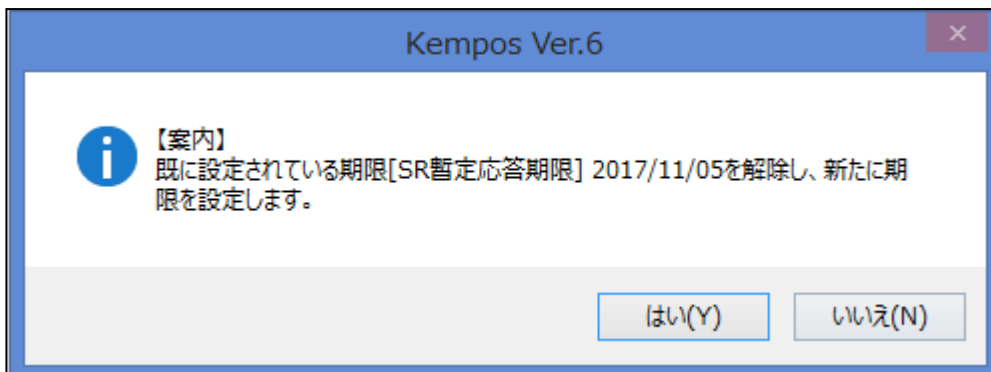 Kempos Ver.6
【案内】
既に設定されている期限[SR暫定応答期限] 2017/11/05を解除し、新たに期
限を設定します。
はい(Y)
いいえ(N)